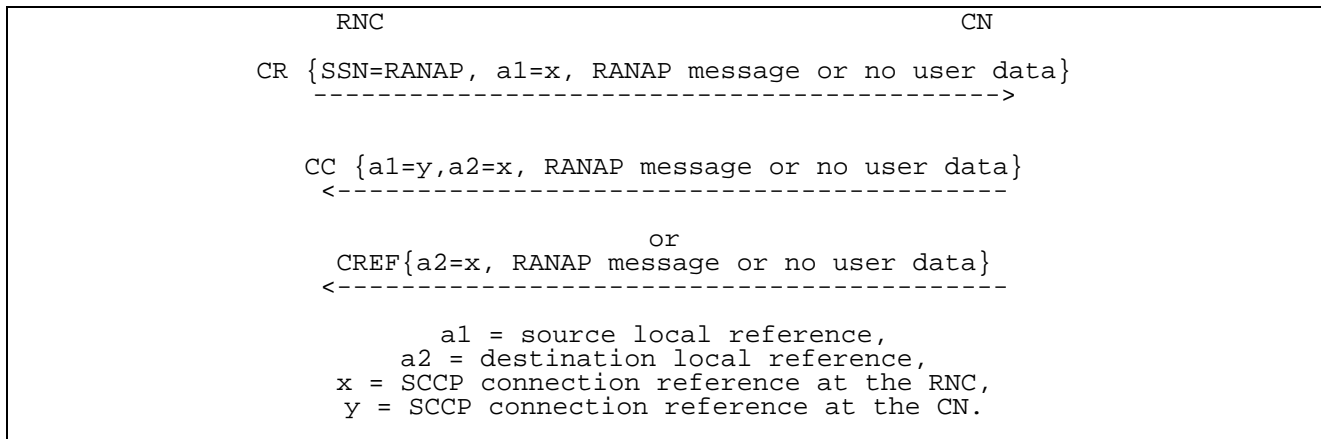 RNC CN
CR {SSN=RANAP, a1=x, RANAP message or no user data}
------------------------------------------->
CC {a1=y,a2=x, RANAP message or no user data}
<------------------------------------------
or
CREF{a2=x, RANAP message or no user data}
<------------------------------------------
a1 = source local reference,
a2 = destination local reference,
x = SCCP connection reference at the RNC,
y = SCCP connection reference at the CN.